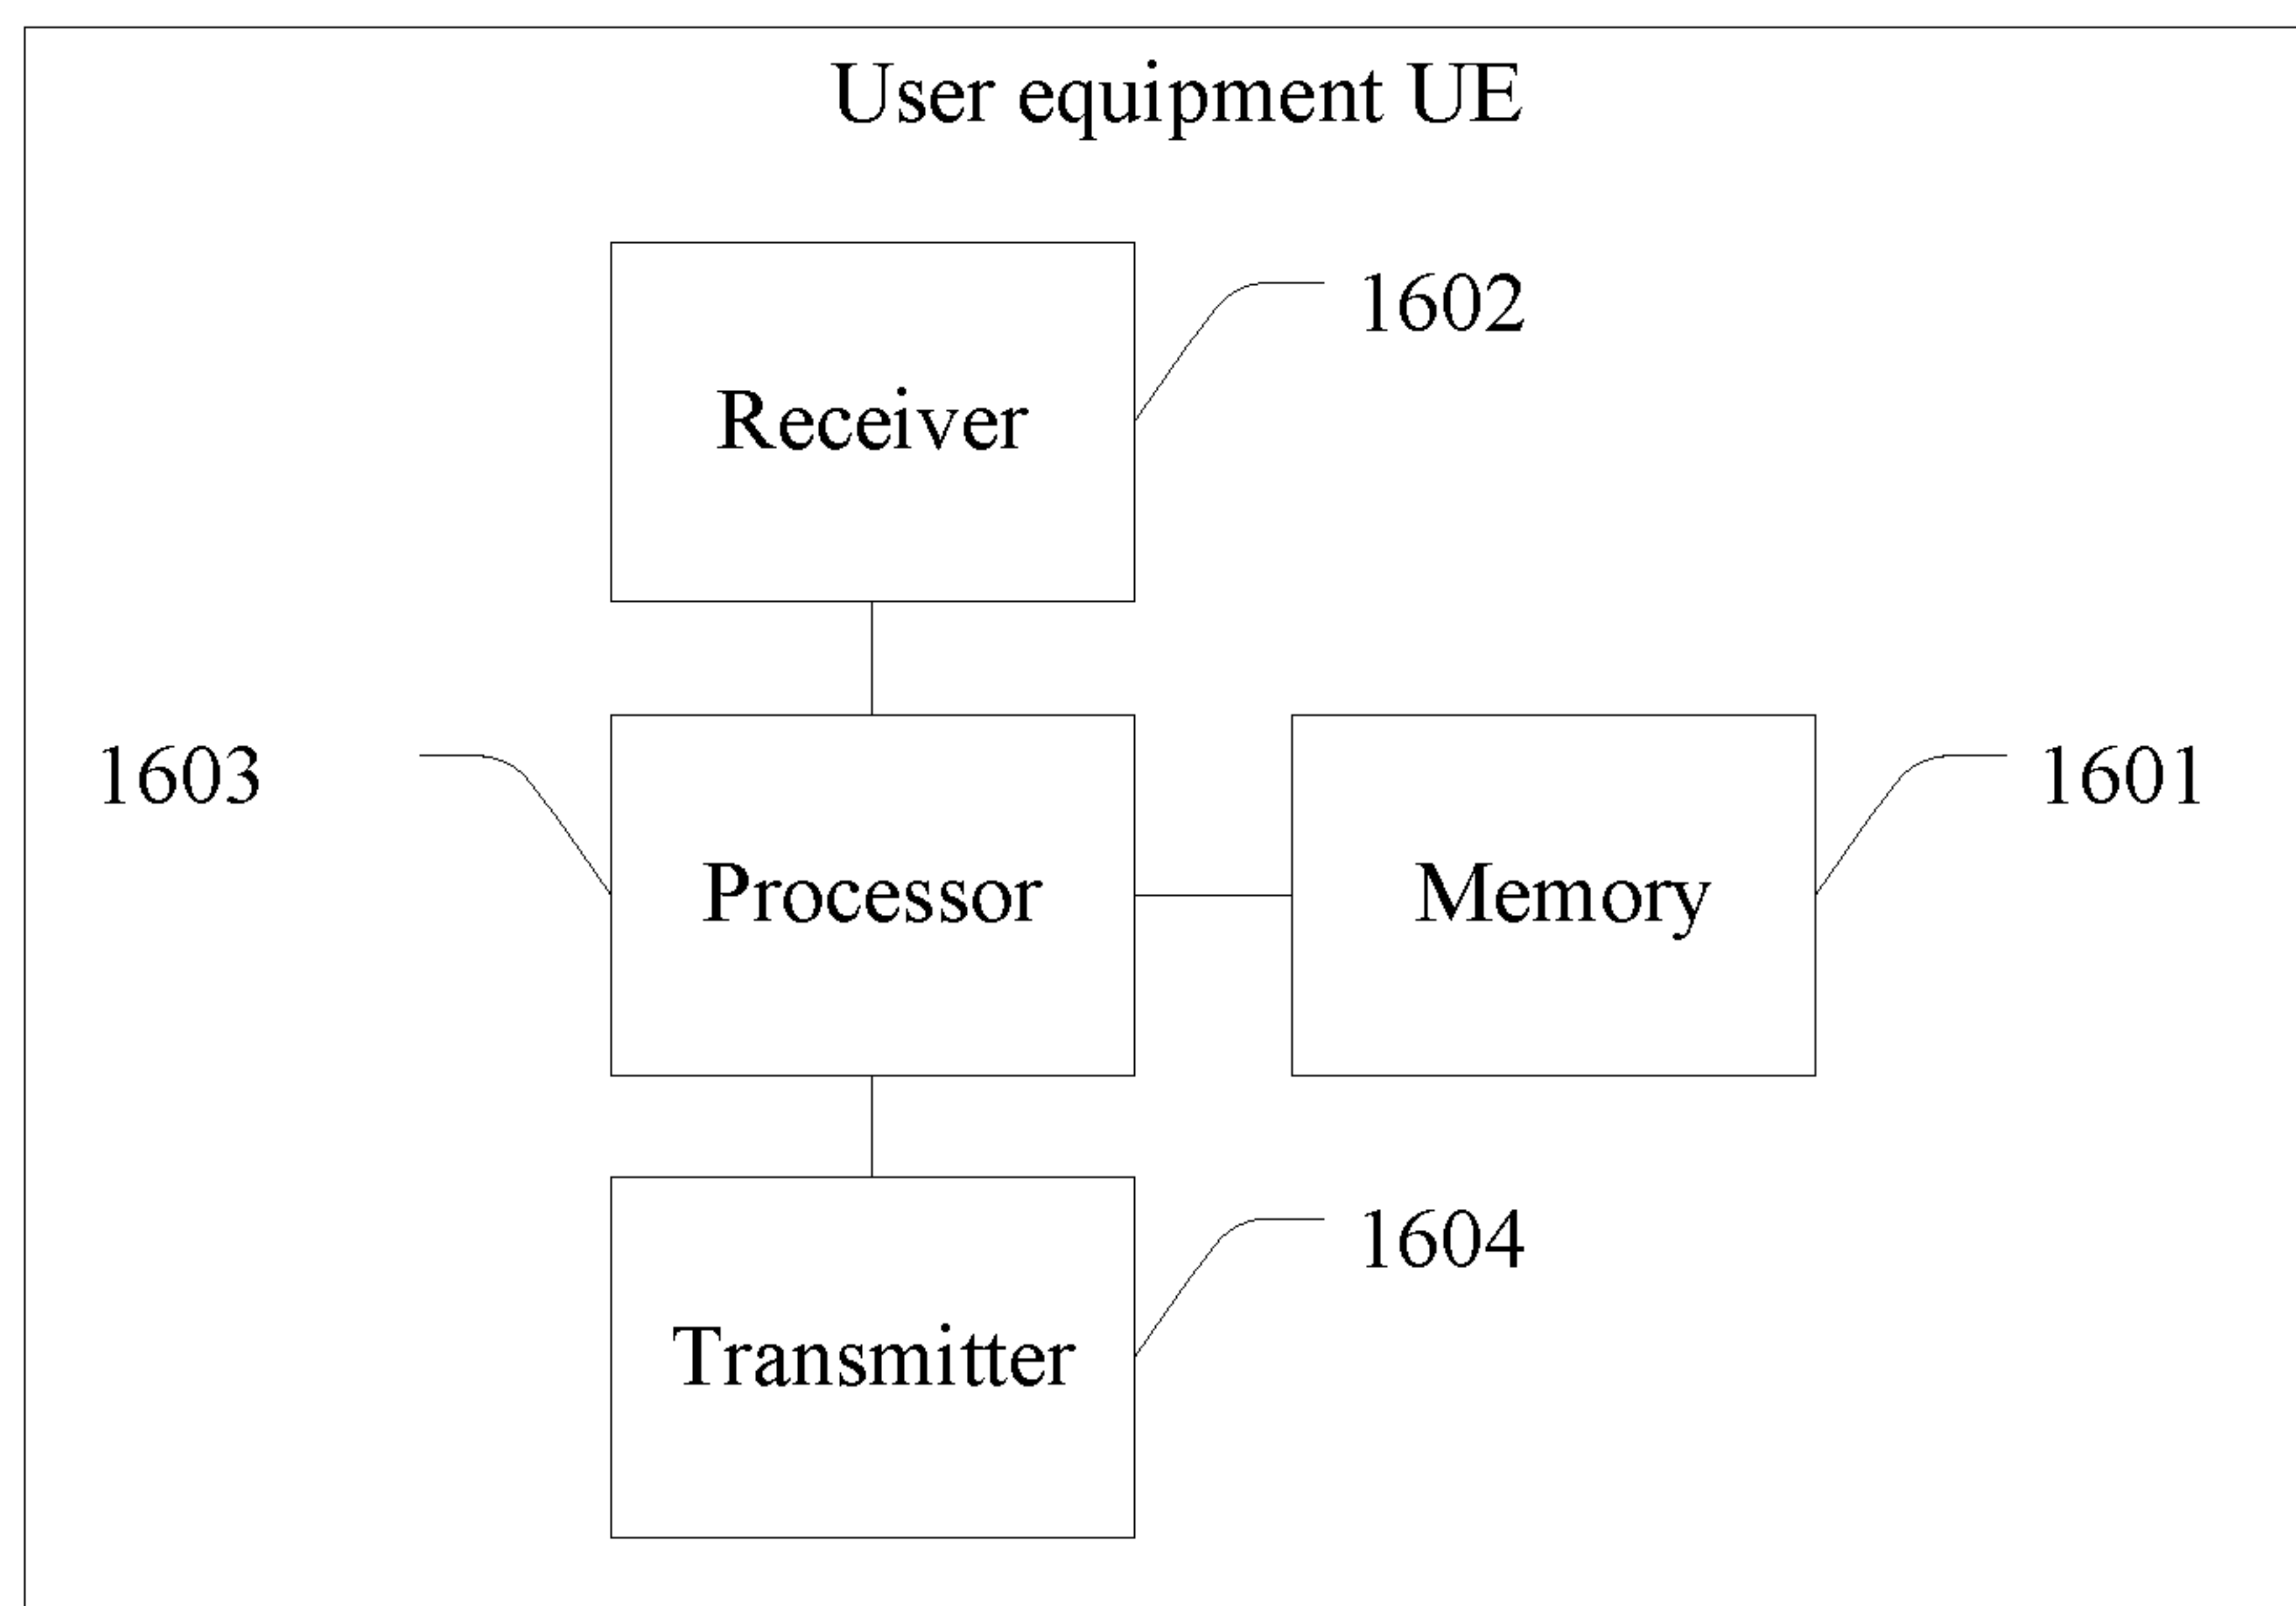 User equipment UE
1602
Receiver
1603
1601
Processor
Memory
1604
Transmitter